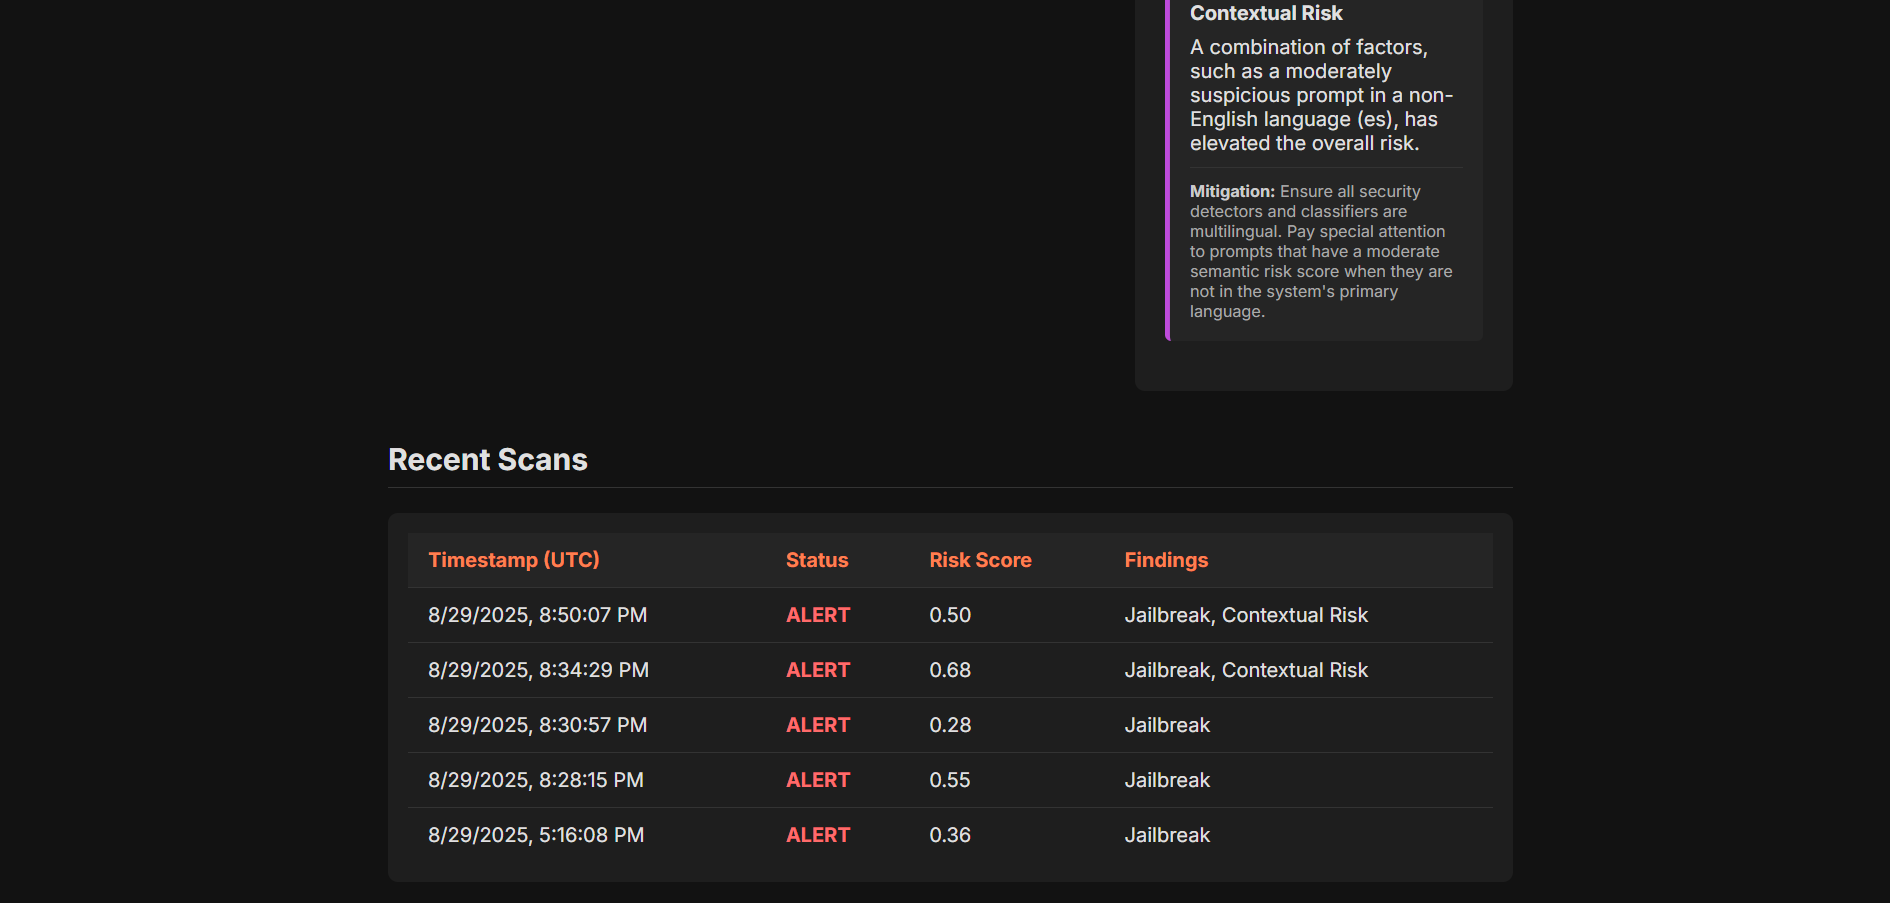 Contextual Risk
A combination of factors,
such as a moderately
suspicious prompt in a non-
English language (es), has
elevated the overall risk.
Mitigation: Ensure all security
detectors and classifiers are
multilingual. Pay special attention
to prompts that have a moderate
semantic risk score when they are
not in the system's primary
language.
Recent Scans
Timestamp (UTC) Status Risk Score Findings
8/29/2025, 8:50:07 PM ALERT 0.50 Jailbreak, Contextual Risk
8/29/2025, 8:34:29 PM ALERT 0.68 Jailbreak, Contextual Risk
8/29/2025, 8:30:57 PM ALERT 0.28 Jailbreak
8/29/2025, 8:28:15 PM ALERT 0.55 Jailbreak
8/29/2025, 5:16:08 PM ALERT 0.36 Jailbreak